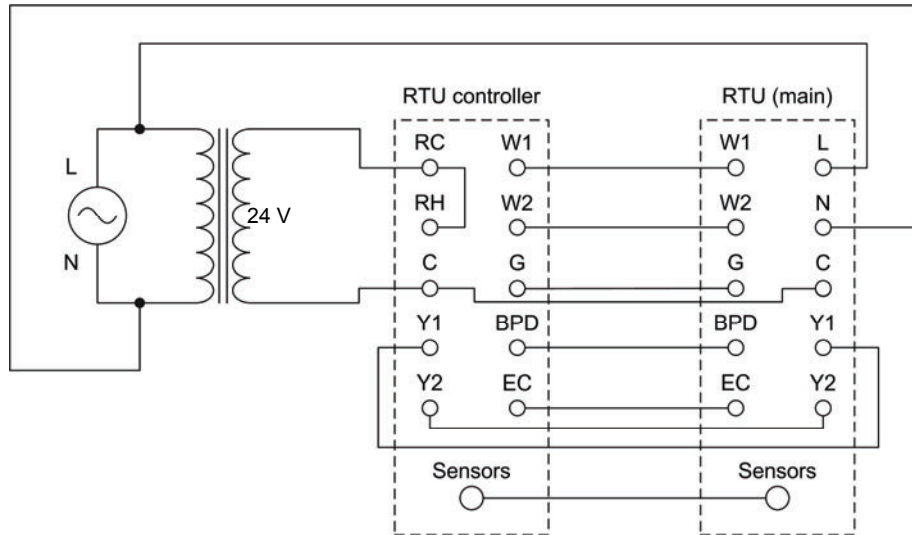 RTU controller RTU (main)
RC W1 W1 L
L
RH W2 W2 N
24 V
N
C G G C
Y1 BPD BPD Y1
Y2 EC EC Y2
Sensors Sensors